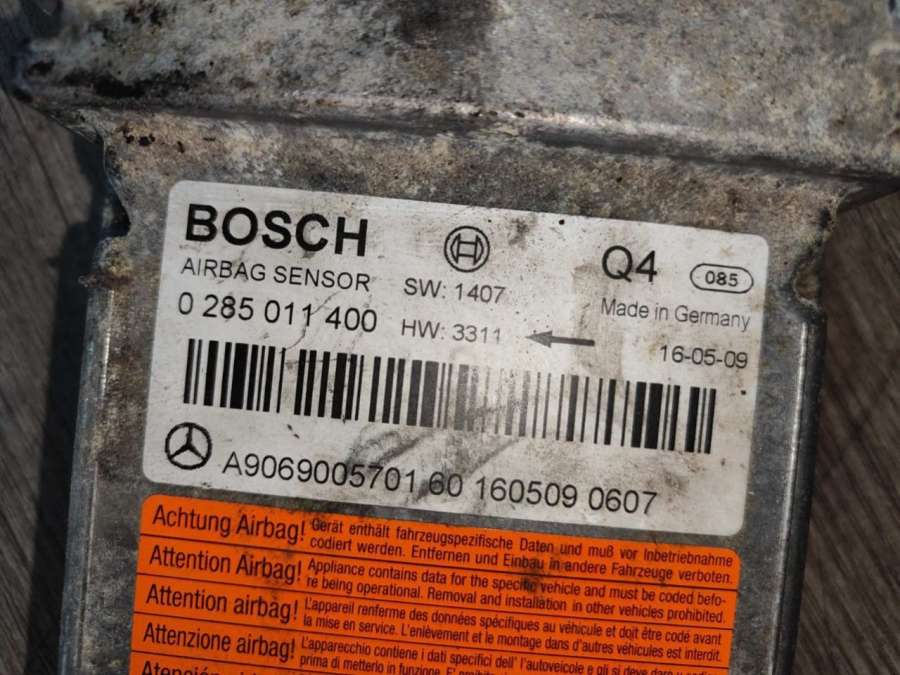 BOSCH
Q4 085
AIRBAG SENSOR SW: 1407 Made in Germany
0 285 011 400 HW: 3311 16-05-09
A9069005701 60 160509 0607
Achtung Airbag! Gerät enthält fahrzeugspezifische Daten und muß vor Inbetriebnahme
codiert werden. Entfernen und Einbau in andere Fahrzeuge verboten.
Attention Airbag! Appliance contains data for the specific vehicle and must be coded befo-
re being operational. Removal and installation in other vehicles prohibited.
Attention airbag! L'appareil renferme des données spécifiques au véhicule et doit être codé avant
la mise en service. L'enlèvement et le montage dans d'autres véhicules est interdit.
Attenzione airbag! L'apparecchio contiene i dati specifici dell' l'autoveicole e gli si deve dare
prima di metterlo in funzione.
Atención